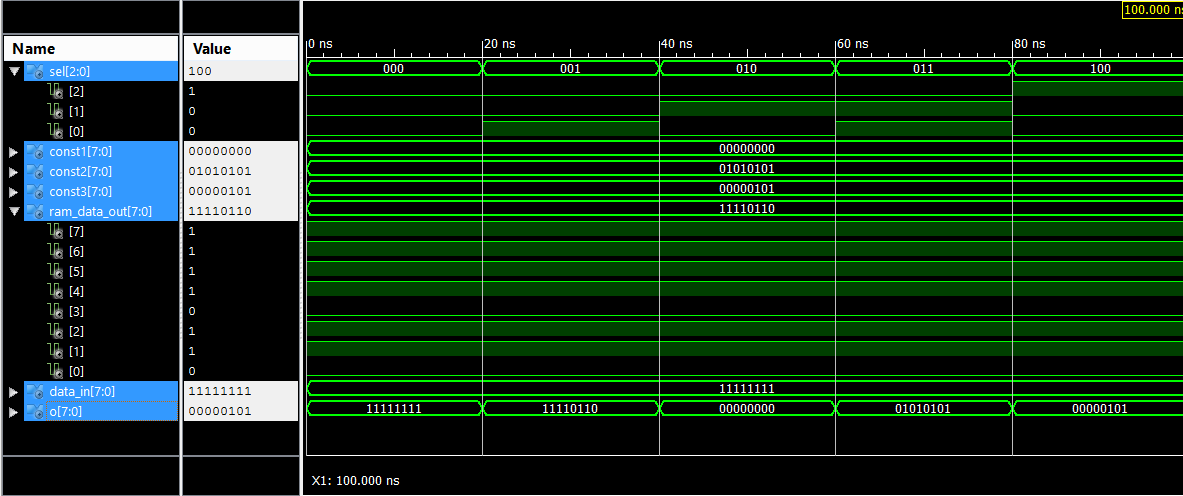 100.000 ns
Name Value 0 ns 20 ns 40 ns 60 ns 80 ns
sel[2:0] 100 000 001 010 011 100
[2] 1
[1] 0
[0] 0
const1[7:0] 00000000 00000000
const2[7:0] 01010101 01010101
const3[7:0] 00000101 00000101
ram_data_out[7:0] 11110110 11110110
[7] 1
[6] 1
[5] 1
[4] 1
[3] 0
[2] 1
[1] 1
[0] 0
data_in[7:0] 11111111 11111111
o[7:0] 00000101 11111111 11110110 00000000 01010101 00000101
X1: 100.000 ns